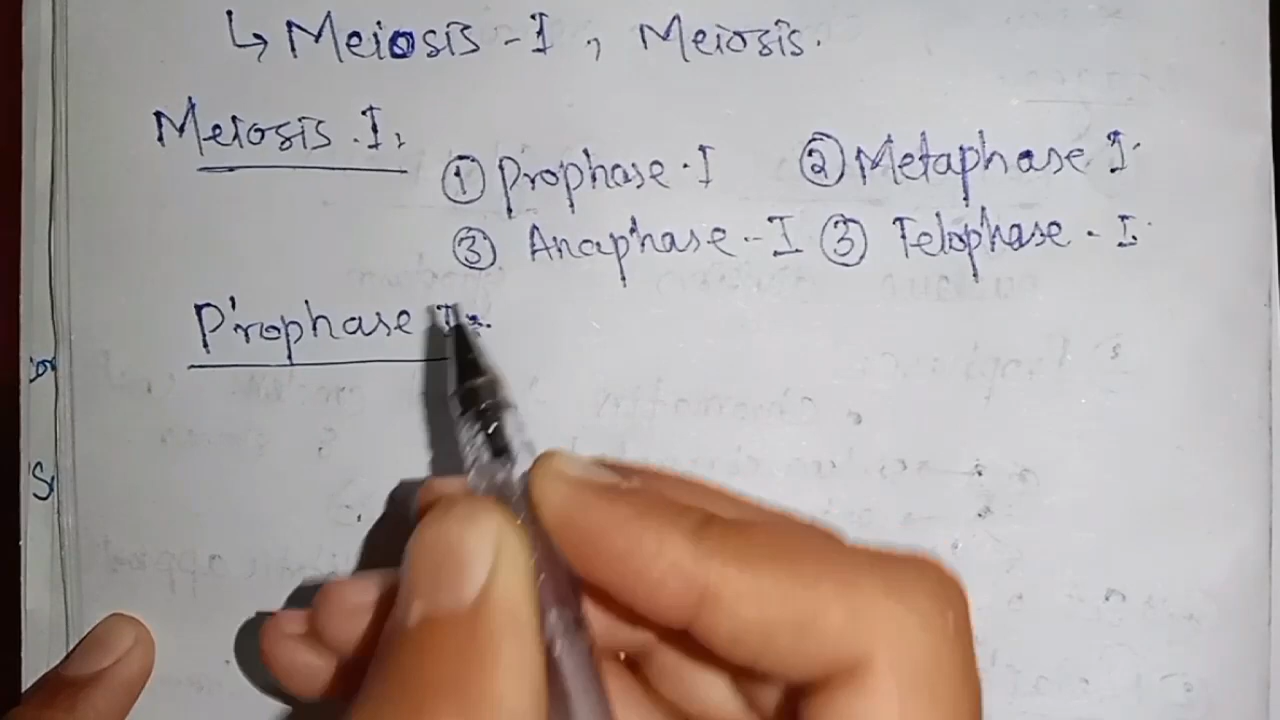 ↳ Meiosis - I , Meiosis.
Meiosis . I :
① Prophase - I ② Metaphase I
③ Anaphase - I ③ Telophase - I
Prophase I :